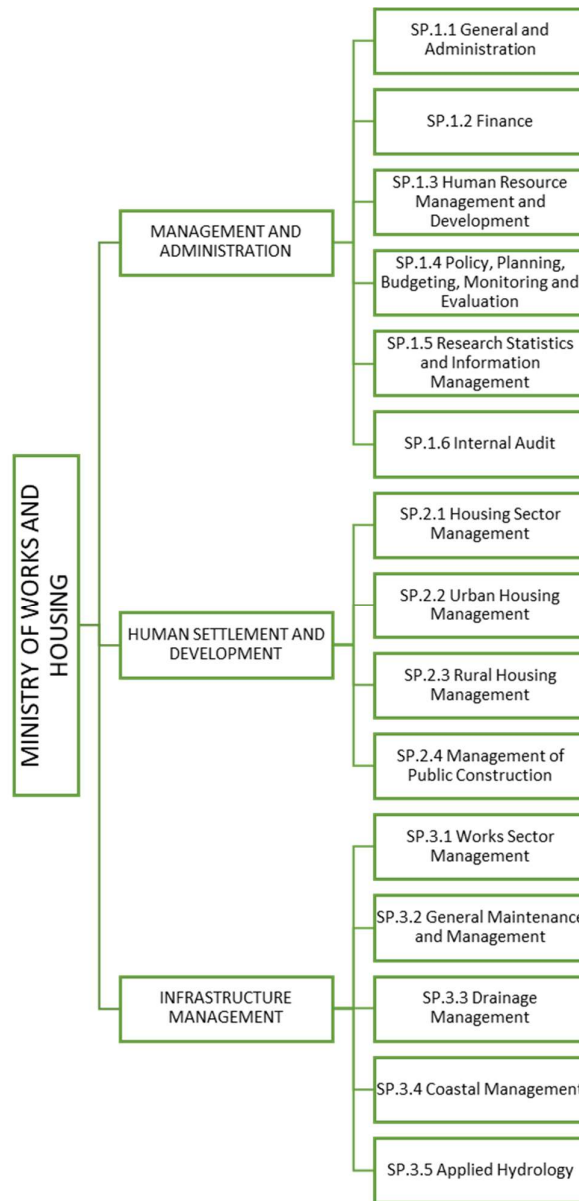 MINISTRY OF WORKS AND
HOUSING
MANAGEMENT AND
ADMINISTRATION
SP.1.1 General and
Administration
SP.1.2 Finance
SP.1.3 Human Resource
Management and
Development
SP.1.4 Policy, Planning,
Budgeting, Monitoring and
Evaluation
SP.1.5 Research Statistics
and Information
Management
SP.1.6 Internal Audit
HUMAN SETTLEMENT AND
DEVELOPMENT
SP.2.1 Housing Sector
Management
SP.2.2 Urban Housing
Management
SP.2.3 Rural Housing
Management
SP.2.4 Management of
Public Construction
INFRASTRUCTURE
MANAGEMENT
SP.3.1 Works Sector
Management
SP.3.2 General Maintenance
and Management
SP.3.3 Drainage
Management
SP.3.4 Coastal Management
SP.3.5 Applied Hydrology